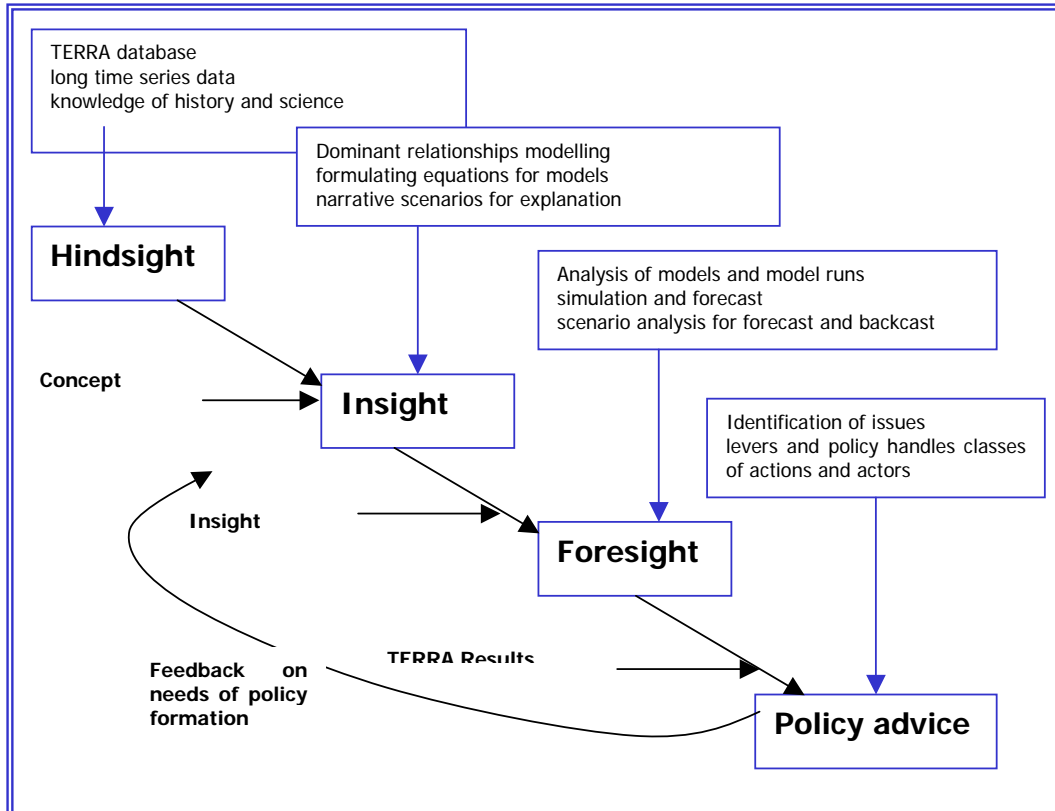 TERRA database
long time series data
knowledge of history and science
Dominant relationships modelling
formulating equations for models
narrative scenarios for explanation
Hindsight
Analysis of models and model runs
simulation and forecast
scenario analysis for forecast and backcast
Concept
Insight
Identification of issues
levers and policy handles classes
of actions and actors
Insight
Foresight
TERRA Results
Feedback on
needs of policy
formation
Policy advice